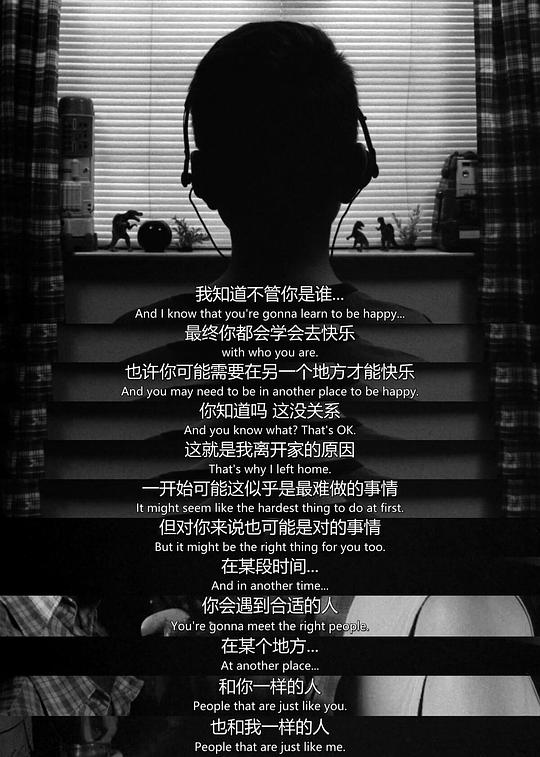 我知道不管你是谁...
And I know that you're gonna learn to be happy...
最终你都会学会去快乐
with who you are.
也许你可能需要在另一个地方才能快乐
And you may need to be in another place to be happy.
你知道吗 这没关系
And you know what? That's OK.
这就是我离开家的原因
That's why I left home.
一开始可能这似乎是最难做的事情
It might seem like the hardest thing to do at first.
但对你来说也可能是对的事情
But it might be the right thing for you too.
在某段时间...
And in another time...
你会遇到合适的人
You're gonna meet the right people.
在某个地方...
At another place...
和你一样的人
People that are just like you.
也和我一样的人
People that are just like me.